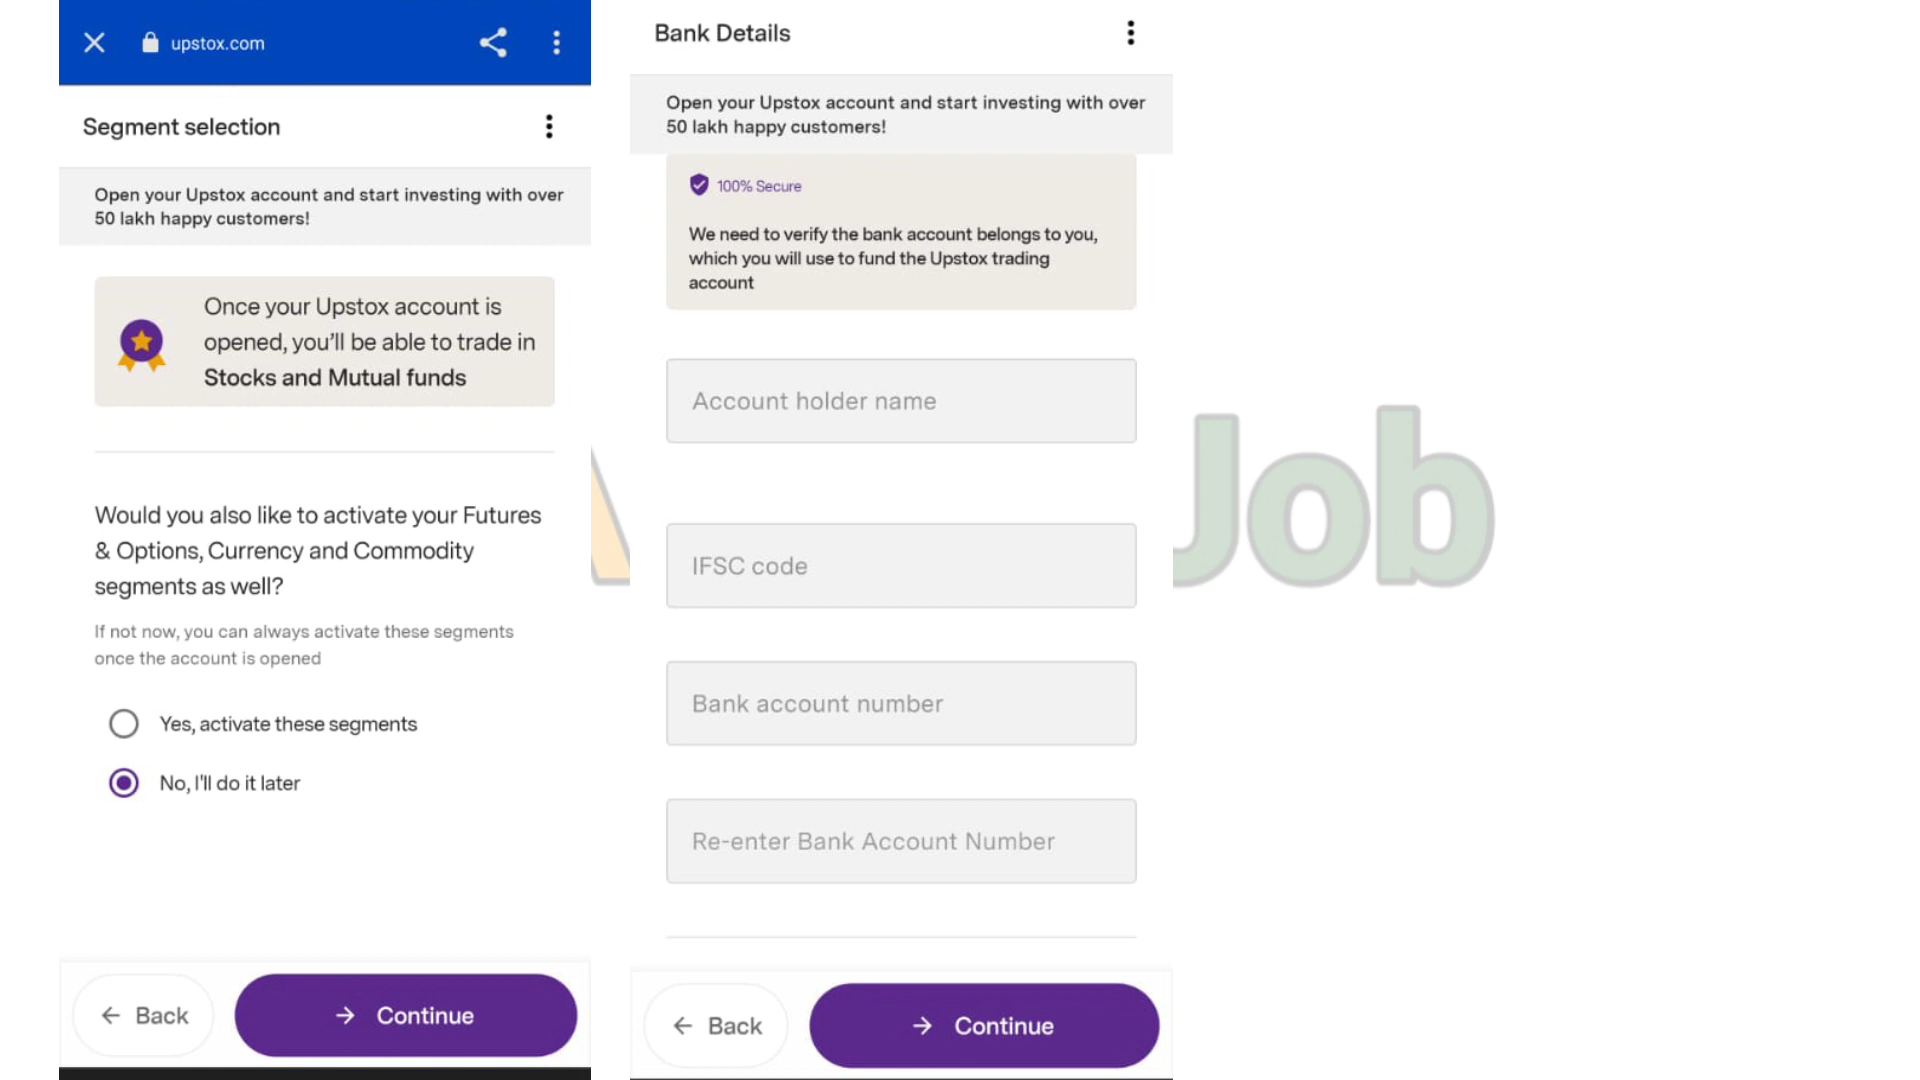 upstox.com
Segment selection
Open your Upstox account and start investing with over
50 lakh happy customers!
Once your Upstox account is
opened, you'll be able to trade in
Stocks and Mutual funds
Would you also like to activate your Futures
& Options, Currency and Commodity
segments as well?
If not now, you can always activate these segments
once the account is opened
Yes, activate these segments
No, I'll do it later
← Back
→ Continue
Bank Details
Open your Upstox account and start investing with over
50 lakh happy customers!
100% Secure
We need to verify the bank account belongs to you,
which you will use to fund the Upstox trading
account
Account holder name
IFSC code
Bank account number
Re-enter Bank Account Number
← Back
→ Continue
Job